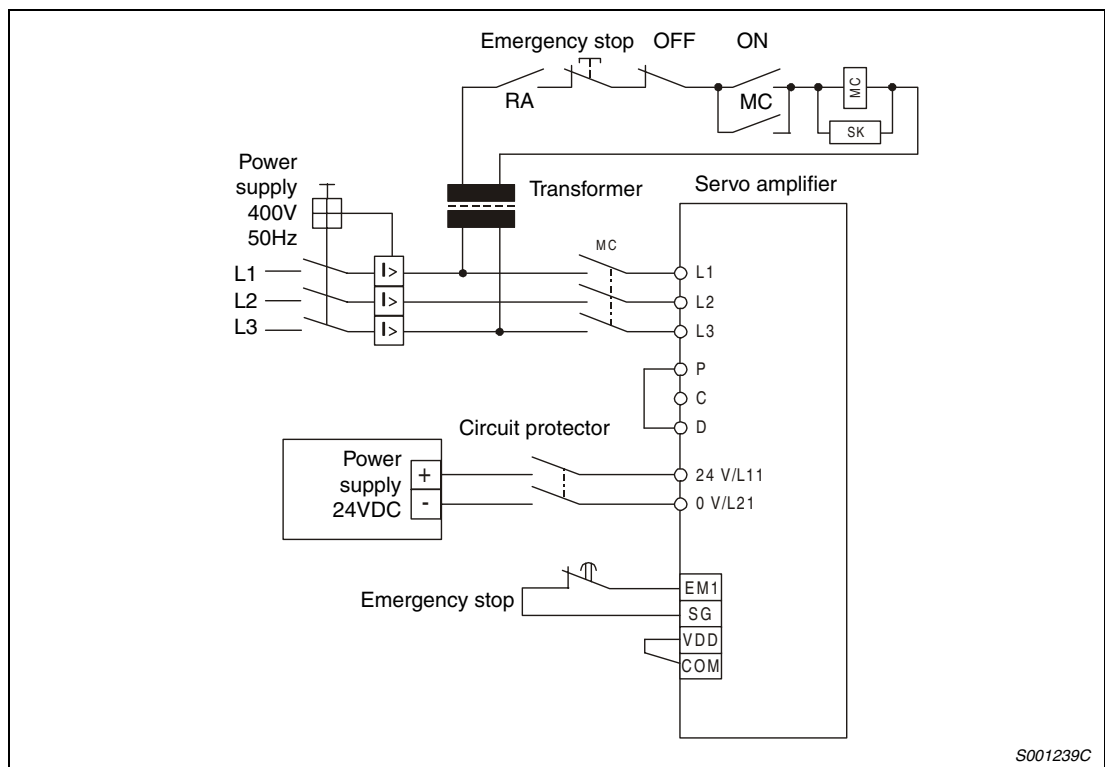 Emergency stop OFF ON
RA
MC
MC
SK
Power
supply
400V
50Hz
Transformer
Servo amplifier
MC
L1
I>
L1
L2
I>
L2
L3
I>
L3
P
C
D
Circuit protector
Power
supply
24VDC
+
-
24 V/L11
0 V/L21
Emergency stop
EM1
SG
VDD
COM
S001239C